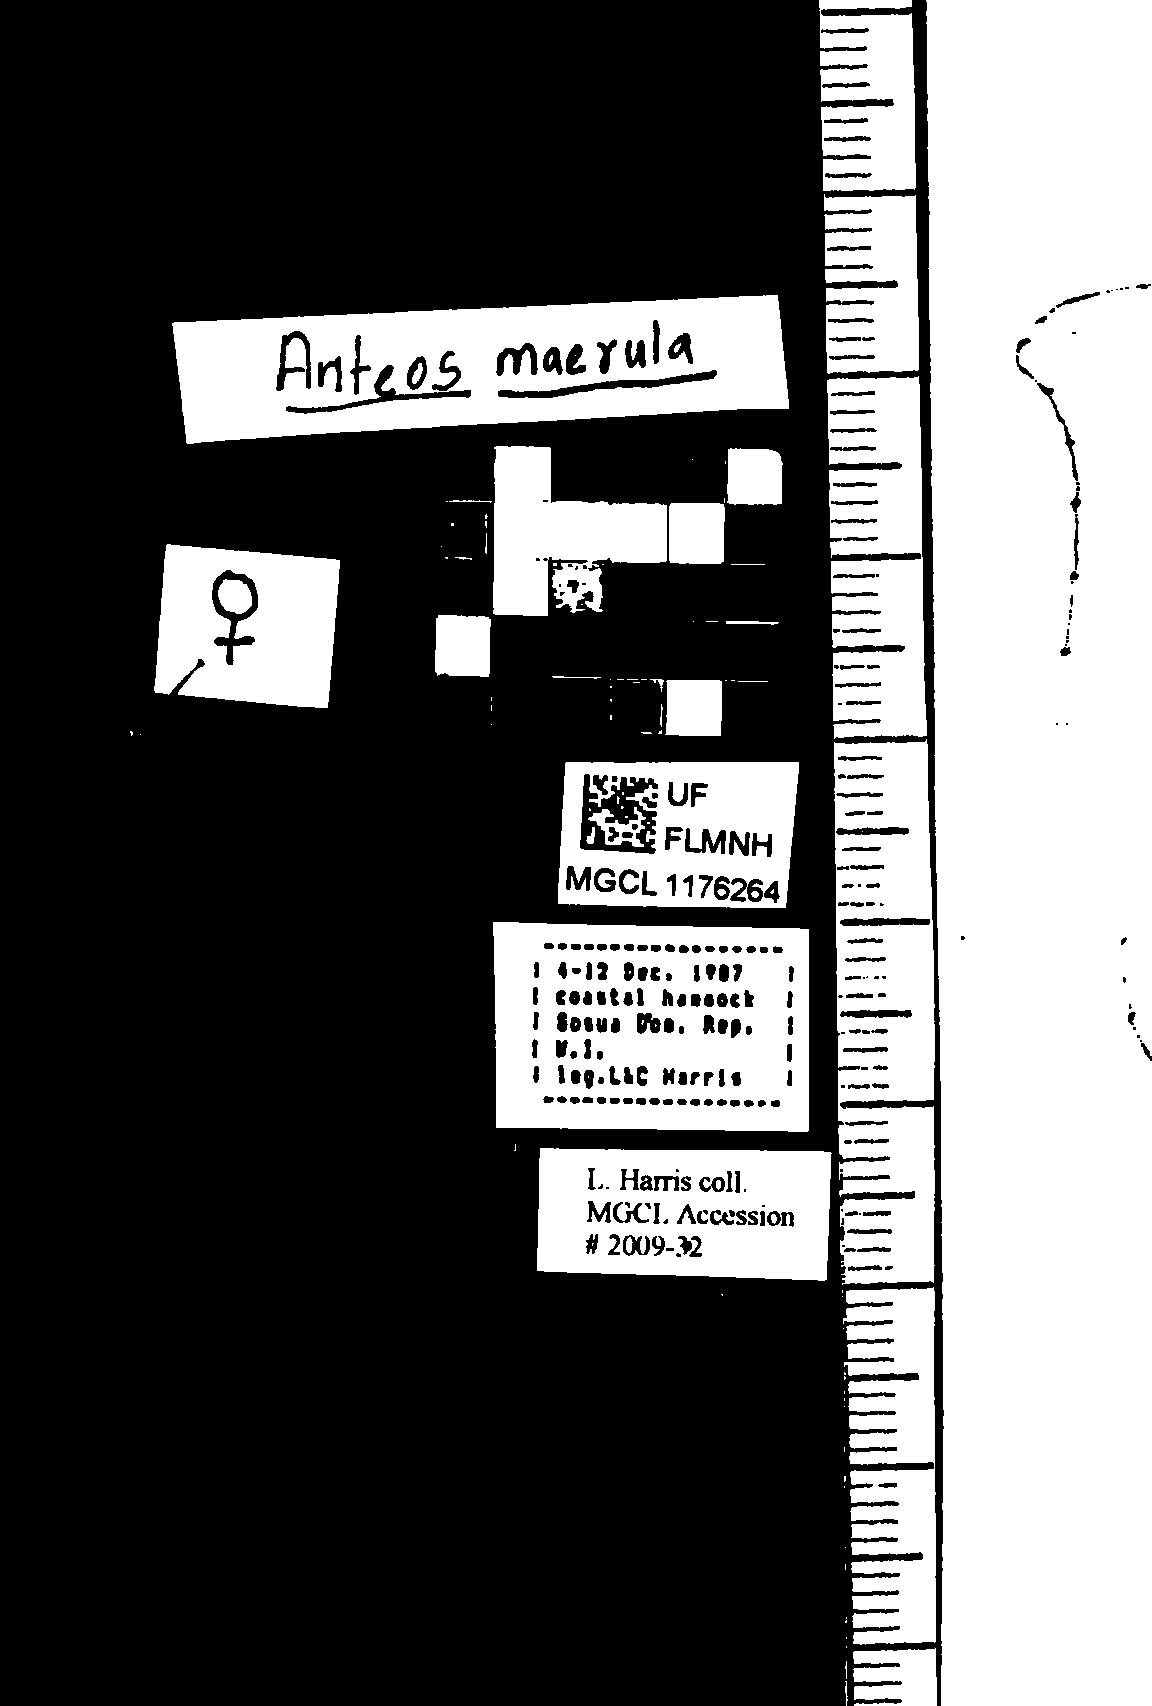 Anteos maerula
♀
UF
FLMNH
MGCL 1176264
4-12 Dec. 1987
coastal hammock
Sosua Dom. Rep.
W.I.
leg.L&C Harris
L. Harris coll.
MGCL Accession
# 2009-32